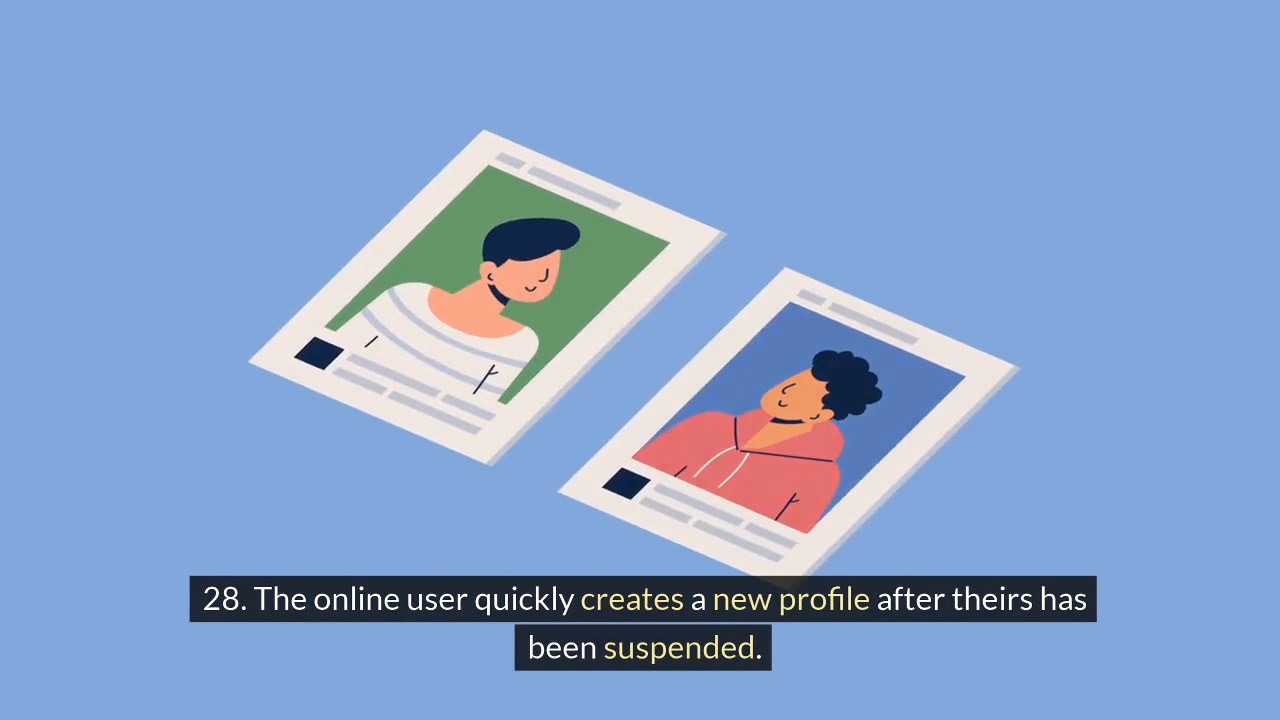 28. The online user quickly creates a new profile after theirs has
been suspended.